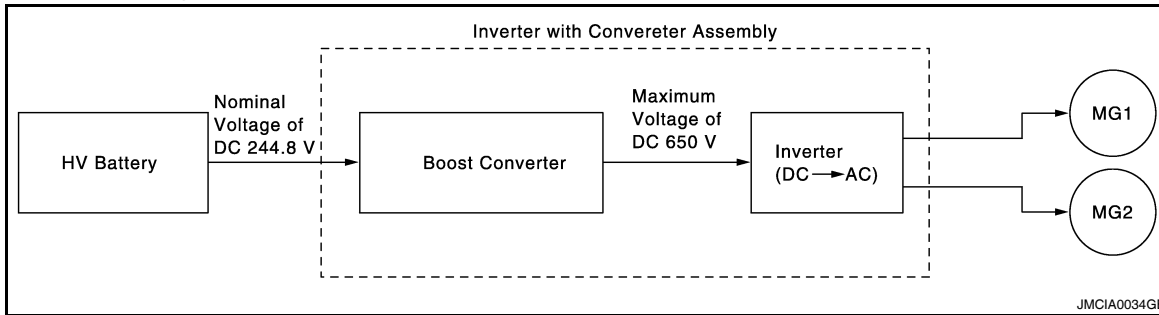 Inverter with Convereter Assembly
HV Battery
Nominal
Voltage of
DC 244.8 V
Boost Converter
Maximum
Voltage of
DC 650 V
Inverter
(DC→AC)
MG1
MG2